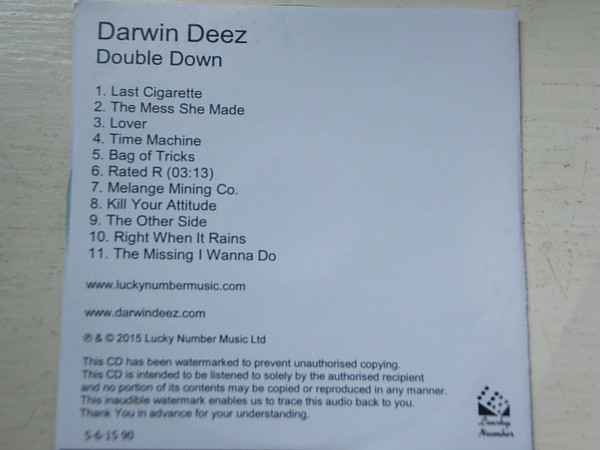 Darwin Deez
Double Down
1. Last Cigarette
2. The Mess She Made
3. Lover
4. Time Machine
5. Bag of Tricks
6. Rated R (03:13)
7. Melange Mining Co.
8. Kill Your Attitude
9. The Other Side
10. Right When It Rains
11. The Missing I Wanna Do
www.luckynumbermusic.com
www.darwindeez.com
℗ & © 2015 Lucky Number Music Ltd
This CD has been watermarked to prevent unauthorised copying.
This CD is intended to be listened to solely by the authorised recipient
and no portion of its contents may be copied or reproduced in any manner.
This inaudible watermark enables us to trace this audio back to you.
Thank You in advance for your understanding.
5-6-15 90
Lucky
Number